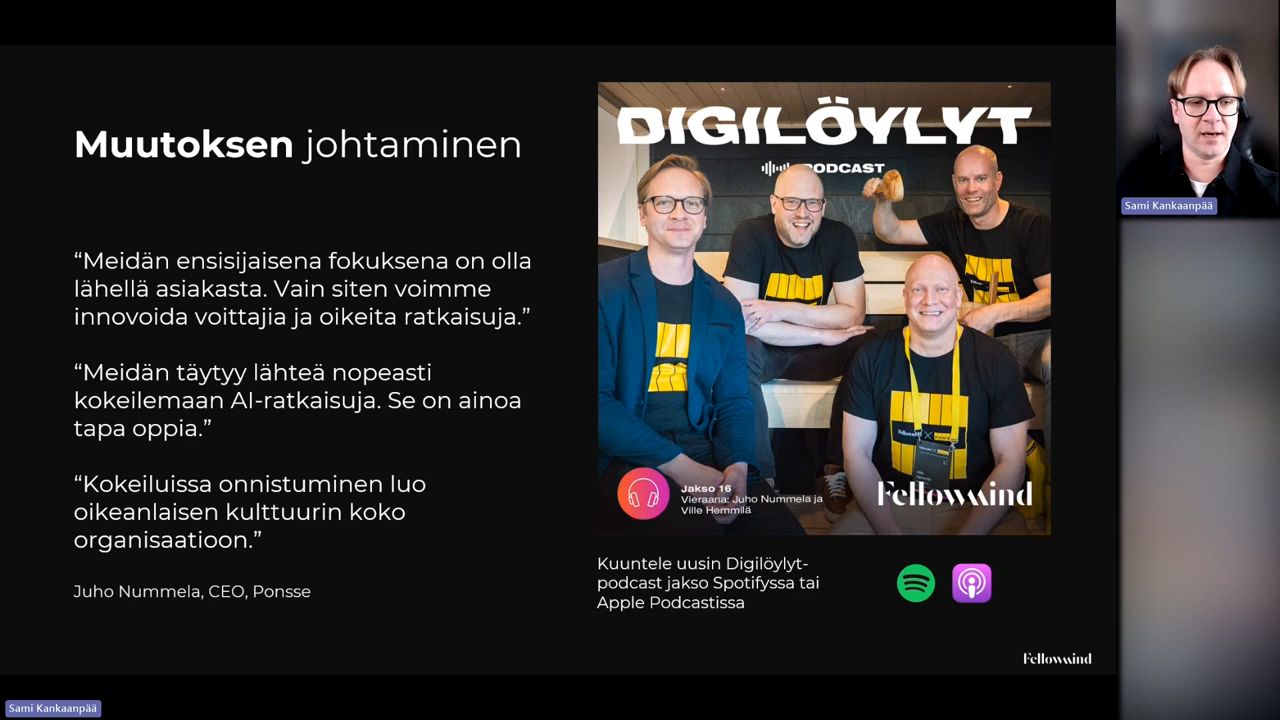 Muutoksen johtaminen
“Meidän ensisijaisena fokuksena on olla
lähellä asiakasta. Vain siten voimme
innovoida voittajia ja oikeita ratkaisuja.”
“Meidän täytyy lähteä nopeasti
kokeilemaan AI-ratkaisuja. Se on ainoa
tapa oppia.”
“Kokeiluissa onnistuminen luo
oikeanlaisen kulttuurin koko
organisaatioon.”
Juho Nummela, CEO, Ponsse
DIGILÖYLYT
PODCAST
Jakso 16
Vieraana: Juho Nummela ja
Ville Hemmilä
Fellowmind
Kuuntele uusin Digilöylyt-
podcast jakso Spotifyssa tai
Apple Podcastissa
Fellowmind
Sami Kankaanpää
Sami Kankaanpää